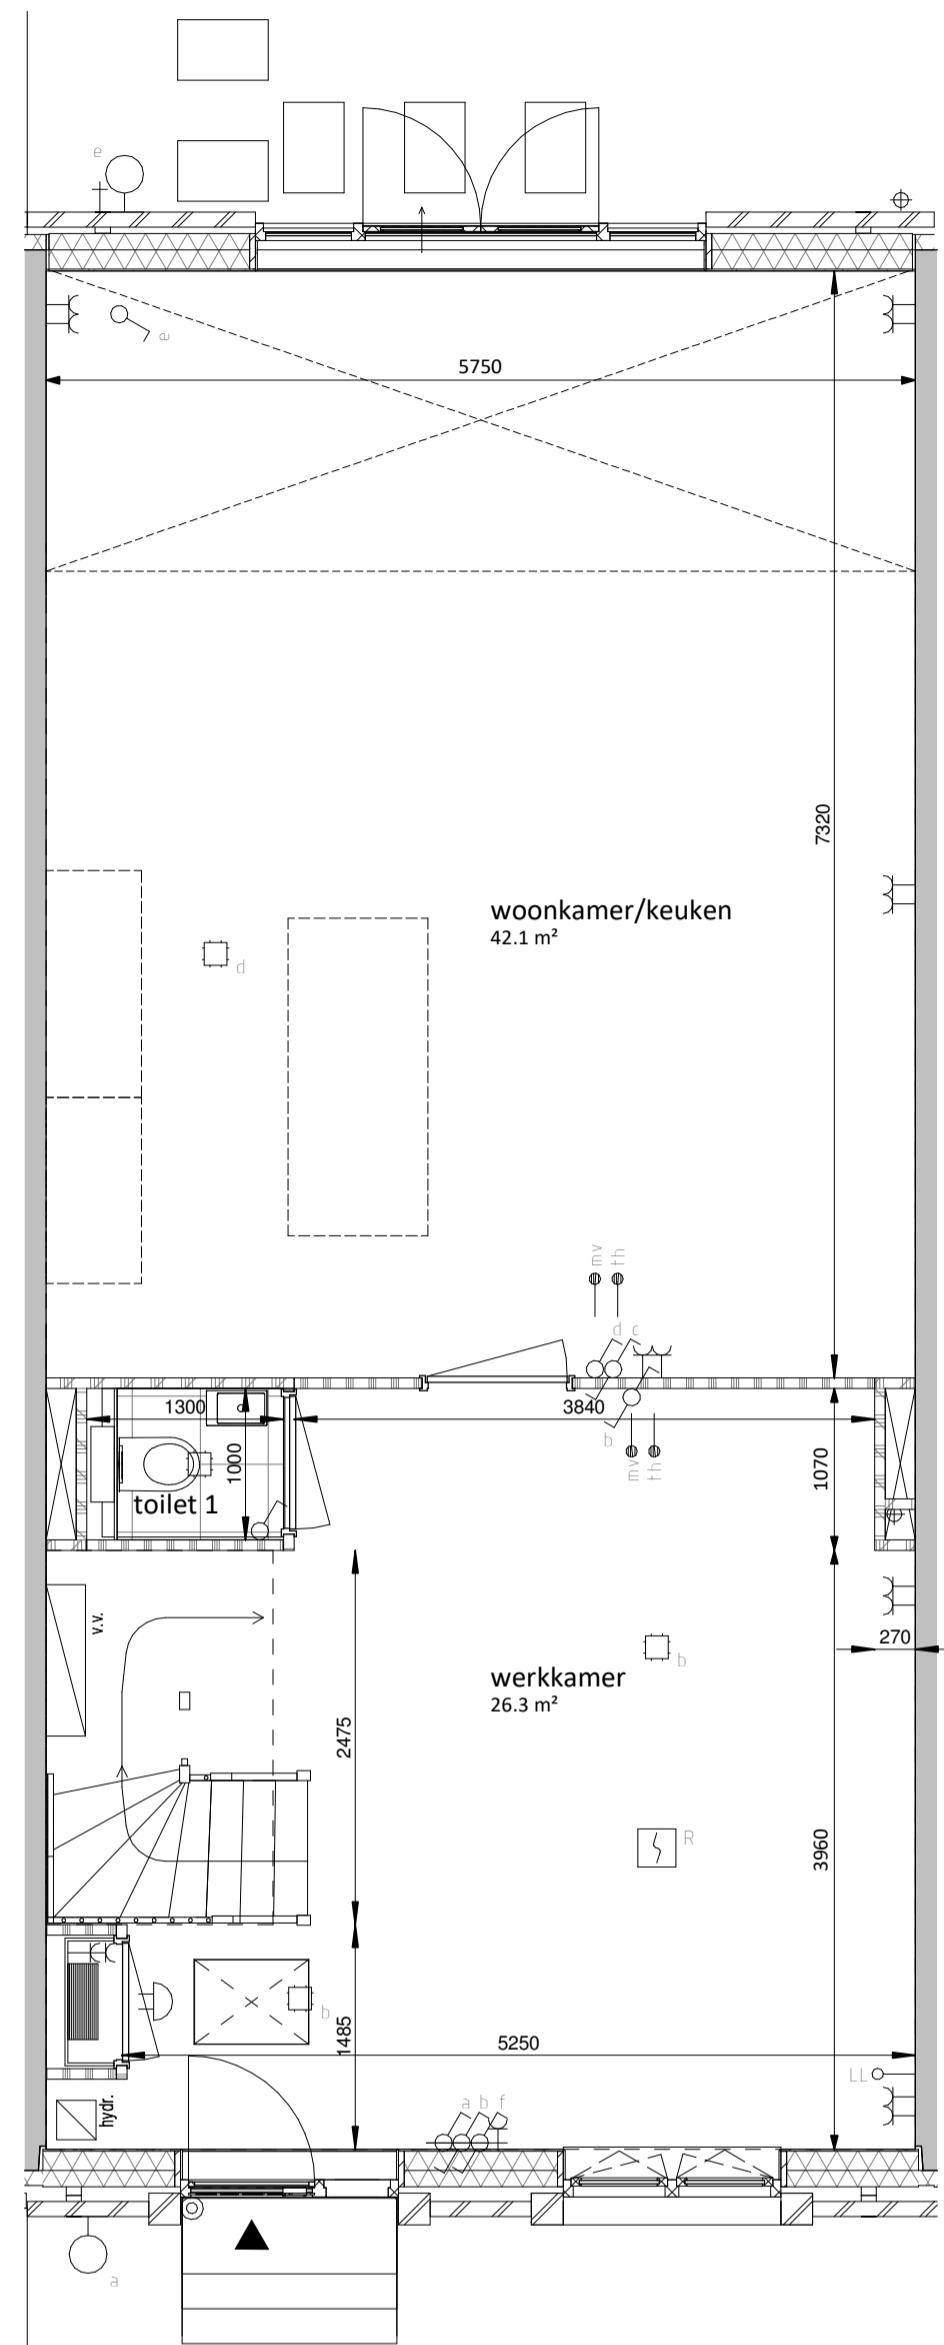 e
e
5750
7320
woonkamer/keuken
42.1 m²
d
mv
th
d c
1300
3840
b
1000
1070
mv
th
toilet 1
v.v.
270
werkkamer
26.3 m²
b
2475
R
3960
b
1485
5250
LL
hydr.
a b f
a